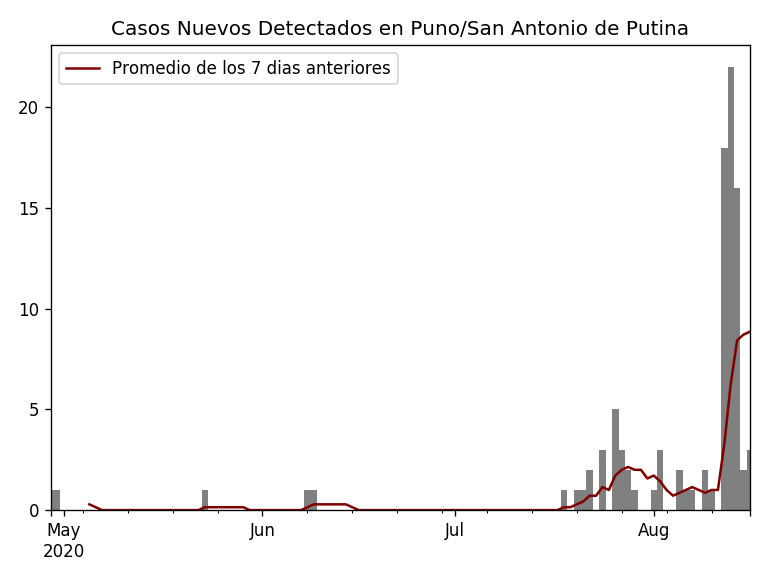 Casos Nuevos Detectados en Puno/San Antonio de Putina
Promedio de los 7 dias anteriores
20
15
10
5
0
May Jun Jul Aug
2020